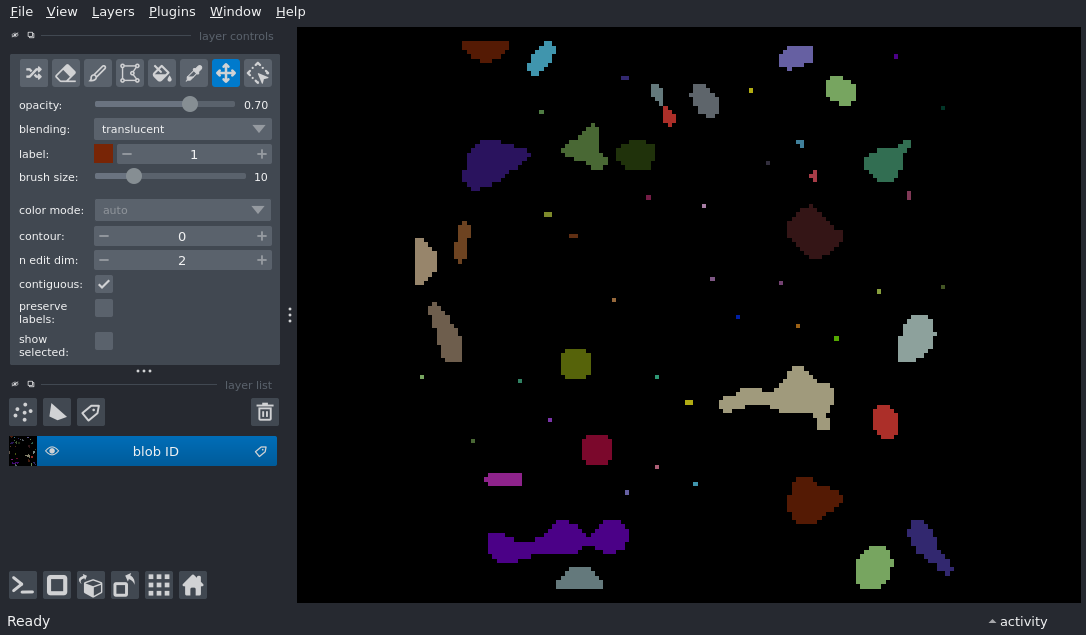 File View Layers Plugins Window Help
layer controls
opacity: 0.70
blending: translucent
label: 1
brush size: 10
color mode: auto
contour: 0
n edit dim: 2
contiguous:
preserve
labels:
show
selected:
layer list
blob ID
Ready activity